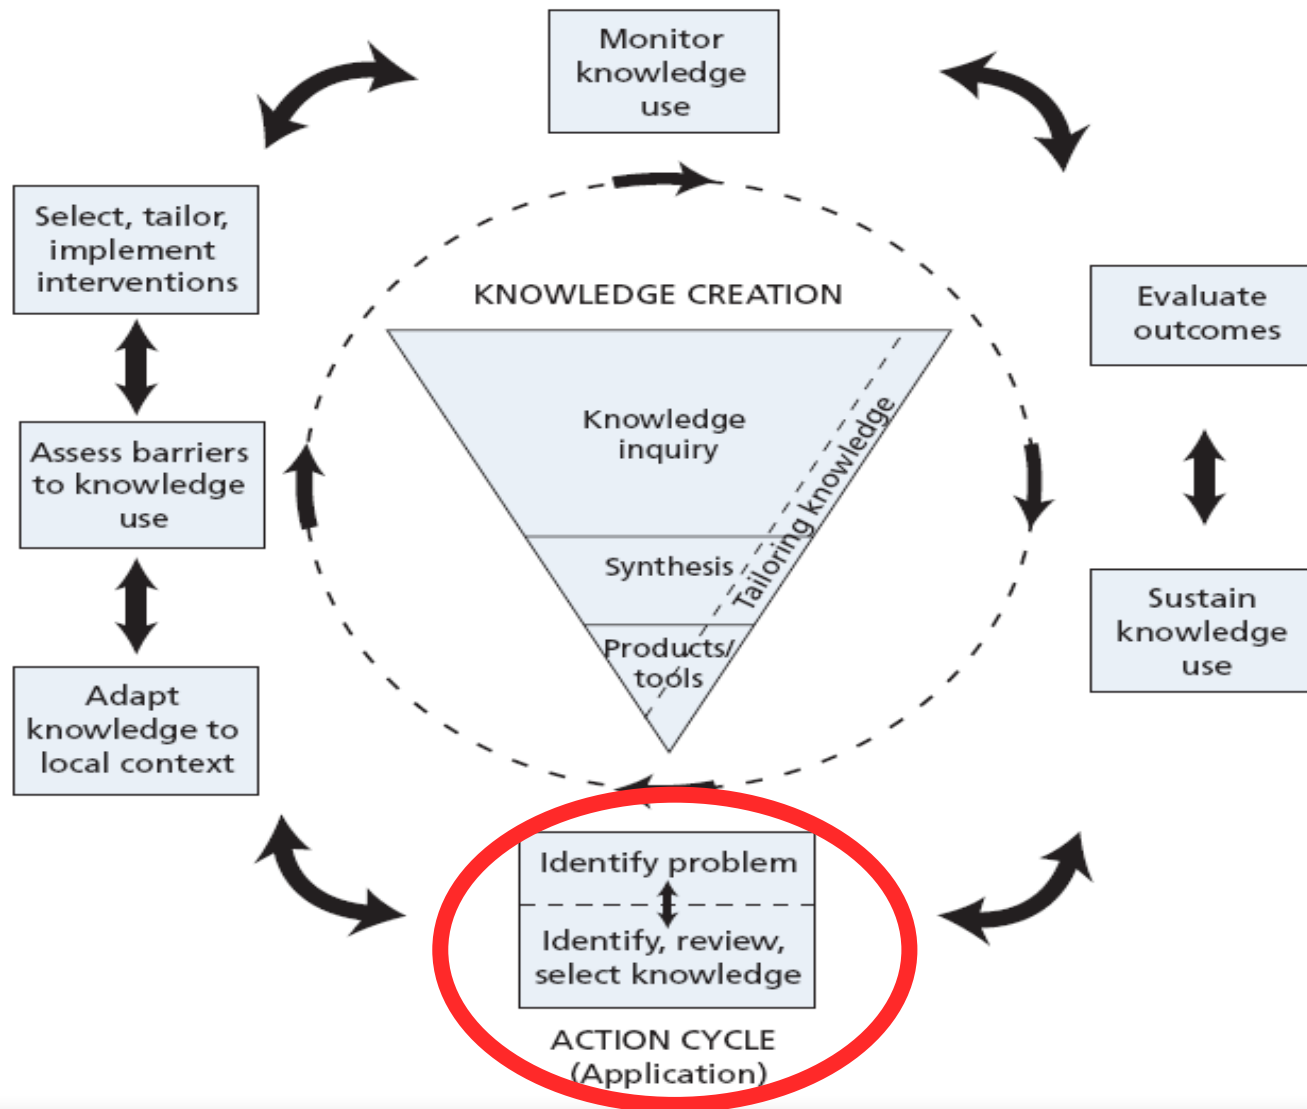 Monitor
knowledge
use
Select, tailor,
implement
interventions
KNOWLEDGE CREATION
Evaluate
outcomes
Knowledge
inquiry
Tailoring knowledge
Assess barriers
to knowledge
use
Synthesis
Sustain
knowledge
use
Products/
tools
Adapt
knowledge to
local context
Identify problem
Identify, review,
select knowledge
ACTION CYCLE
(Application)